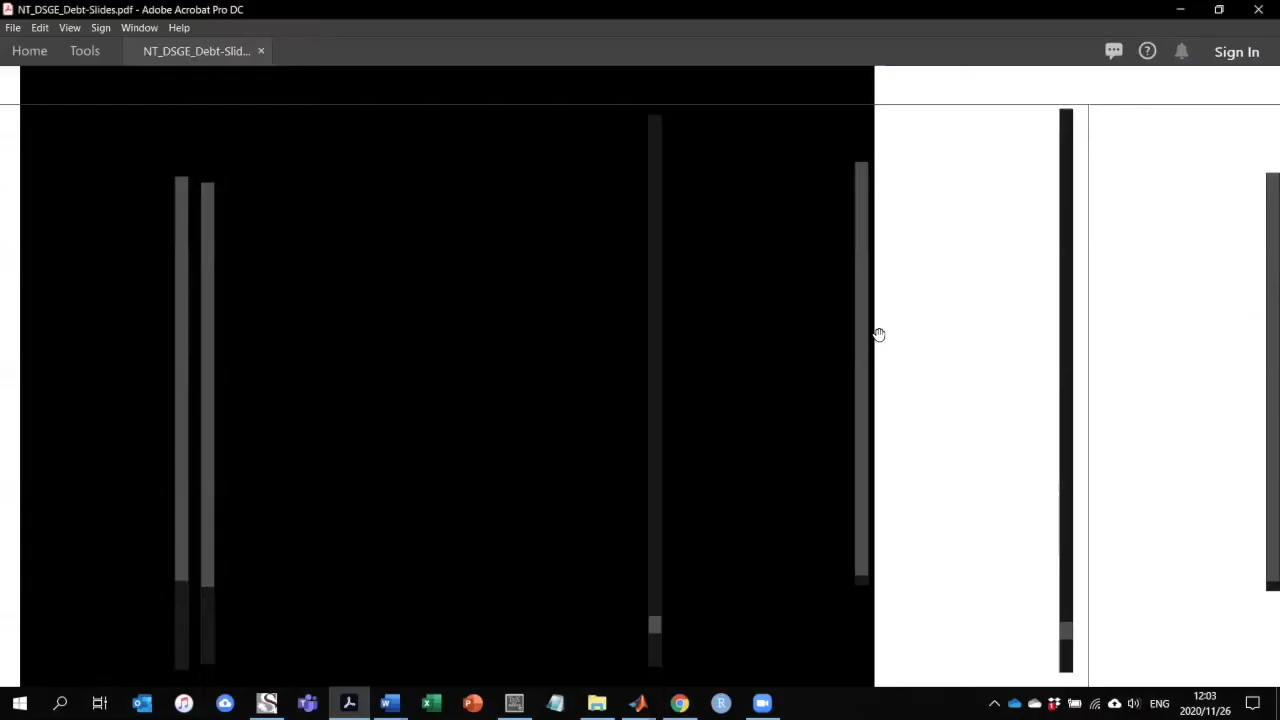 NT_DSGE_Debt-Slides.pdf - Adobe Acrobat Pro DC
File Edit View Sign Window Help
Home Tools NT_DSGE_Debt-Slid... × Sign In
ENG 12:03
2020/11/26